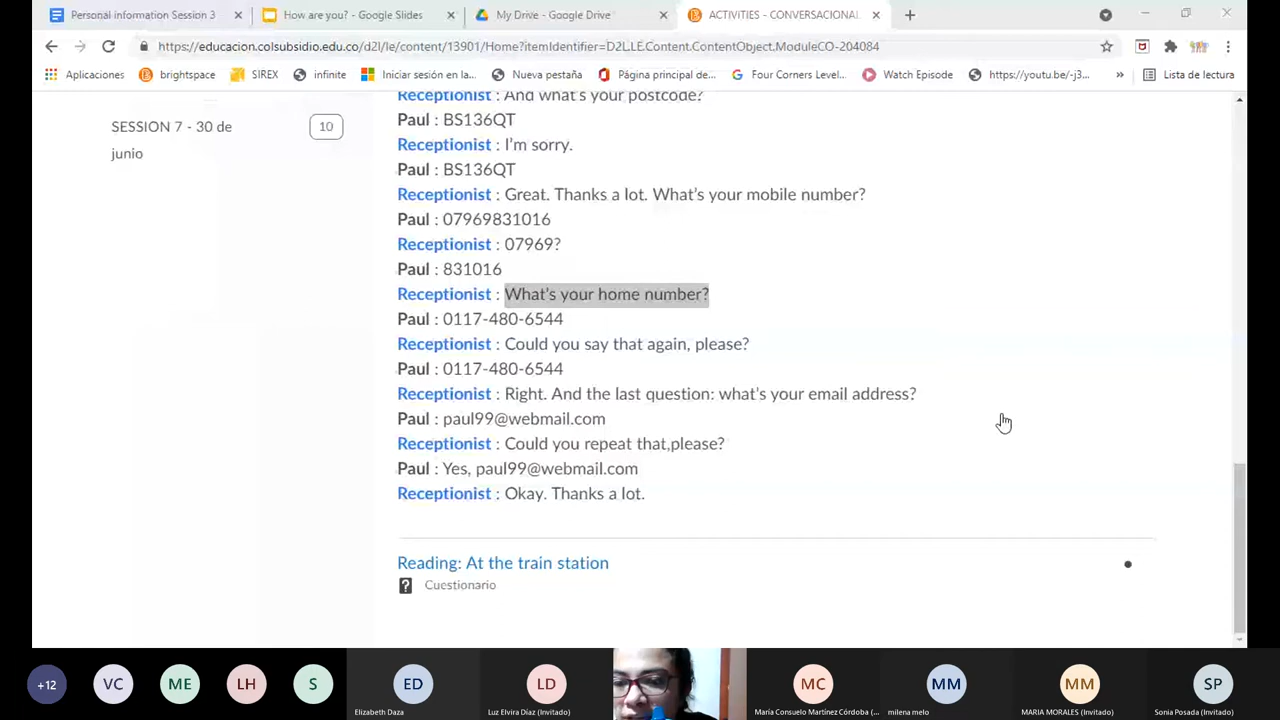 Personal information Session 3
How are you? - Google Slides
My Drive - Google Drive
ACTIVITIES - CONVERSACIONAL
https://educacion.colsubsidio.edu.co/d2l/le/content/13901/Home?itemIdentifier=D2L.LE.Content.ContentObject.ModuleCO-204084
Aplicaciones
brightspace
SIREX
infinite
Iniciar sesión en la...
Nueva pestaña
Página principal de...
Four Corners Level...
Watch Episode
https://youtu.be/-j3...
»
Lista de lectura
SESSION 7 - 30 de
junio
10
Receptionist : And what's your postcode?
Paul : BS136QT
Receptionist : I'm sorry.
Paul : BS136QT
Receptionist : Great. Thanks a lot. What's your mobile number?
Paul : 07969831016
Receptionist : 07969?
Paul : 831016
Receptionist : What's your home number?
Paul : 0117-480-6544
Receptionist : Could you say that again, please?
Paul : 0117-480-6544
Receptionist : Right. And the last question: what's your email address?
Paul : paul99@webmail.com
Receptionist : Could you repeat that,please?
Paul : Yes, paul99@webmail.com
Receptionist : Okay. Thanks a lot.
Reading: At the train station
Cuestionario
+12
VC
ME
LH
S
ED
LD
MC
MM
MM
SP
Elizabeth Daza
Luz Elvira Díaz (Invitado)
María Consuelo Martínez Córdoba (...
milena melo
MARIA MORALES (Invitado)
Sonia Posada (Invitado)